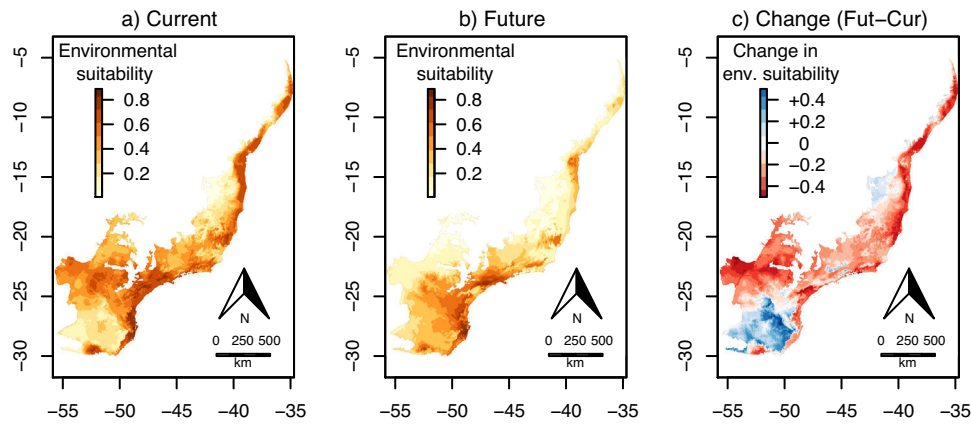 a) Current
Environmental
suitability
0.8
0.6
0.4
0.2
−5
−10
−15
−20
−25
−30
N
0 250 500
km
−55 −50 −45 −40 −35
b) Future
Environmental
suitability
0.8
0.6
0.4
0.2
−5
−10
−15
−20
−25
−30
N
0 250 500
km
−55 −50 −45 −40 −35
c) Change (Fut−Cur)
Change in
env. suitability
+0.4
+0.2
0
−0.2
−0.4
−5
−10
−15
−20
−25
−30
N
0 250 500
km
−55 −50 −45 −40 −35